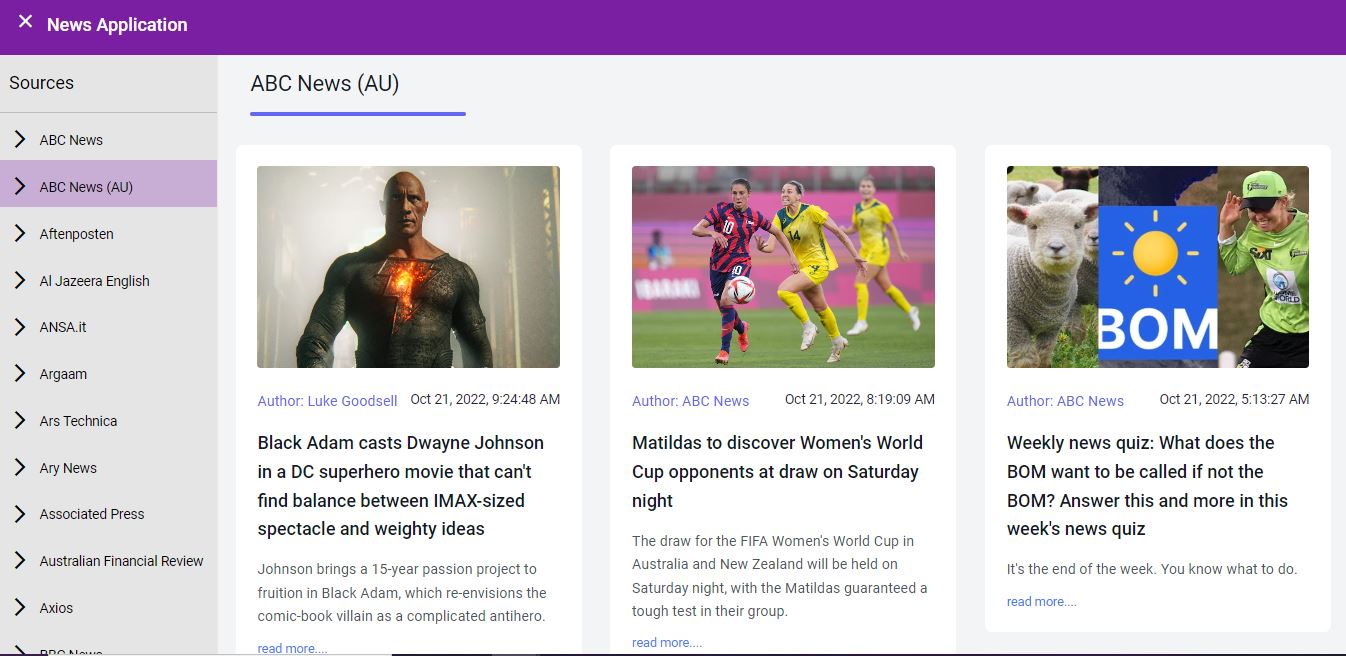 News Application
Sources
ABC News
ABC News (AU)
Aftenposten
Al Jazeera English
ANSA.it
Argaam
Ars Technica
Ary News
Associated Press
Australian Financial Review
Axios
BBC News
ABC News (AU)
Author: Luke Goodsell
Oct 21, 2022, 9:24:48 AM
Black Adam casts Dwayne Johnson
in a DC superhero movie that can't
find balance between IMAX-sized
spectacle and weighty ideas
Johnson brings a 15-year passion project to
fruition in Black Adam, which re-envisions the
comic-book villain as a complicated antihero.
read more....
10
10
14
Author: ABC News
Oct 21, 2022, 8:19:09 AM
Matildas to discover Women's World
Cup opponents at draw on Saturday
night
The draw for the FIFA Women's World Cup in
Australia and New Zealand will be held on
Saturday night, with the Matildas guaranteed a
tough test in their group.
read more....
BOM
Author: ABC News
Oct 21, 2022, 5:13:27 AM
Weekly news quiz: What does the
BOM want to be called if not the
BOM? Answer this and more in this
week's news quiz
It's the end of the week. You know what to do.
read more....